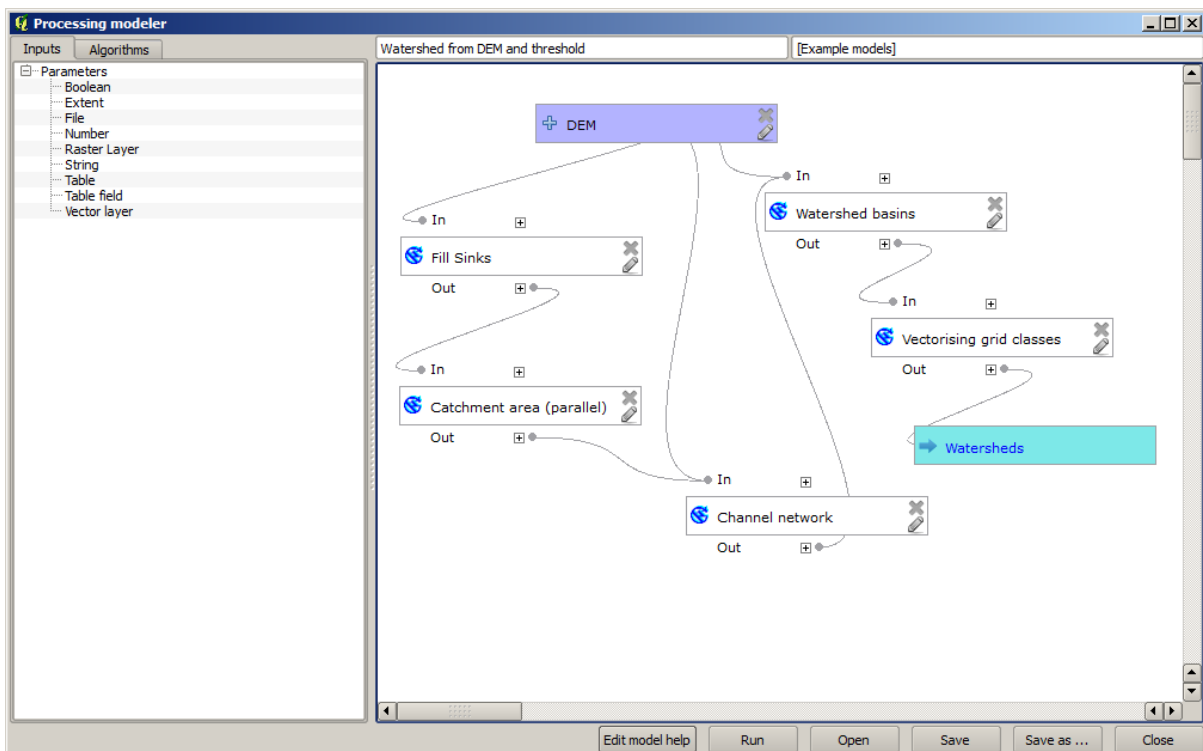 Processing modeler
Inputs
Algorithms
Watershed from DEM and threshold
[Example models]
Parameters
Boolean
Extent
File
Number
Raster Layer
String
Table
Table field
Vector layer
DEM
In
Watershed basins
Out
In
Fill Sinks
Out
In
Vectorising grid classes
Out
In
Catchment area (parallel)
Out
Watersheds
In
Channel network
Out
Edit model help
Run
Open
Save
Save as ...
Close